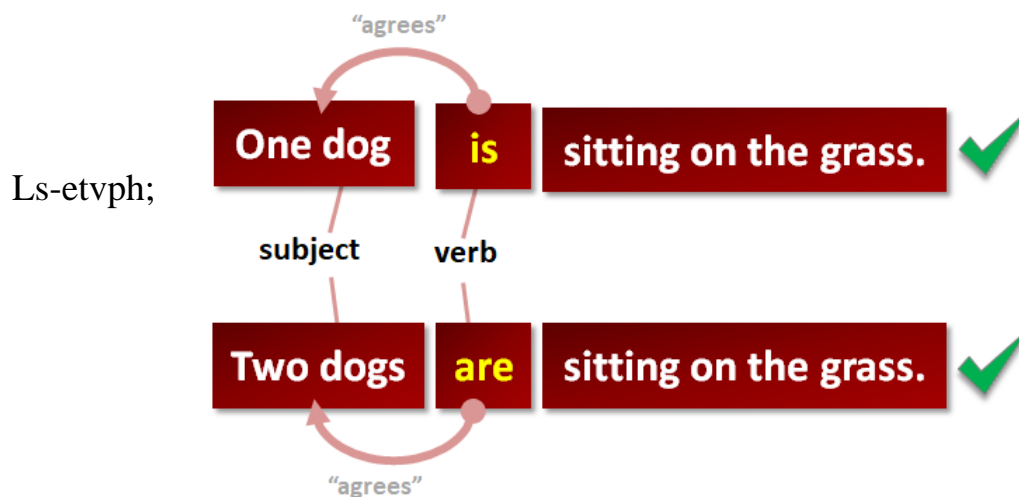 “agrees”
One dog is sitting on the grass.
Ls-etvph;
subject verb
Two dogs are sitting on the grass.
“agrees”